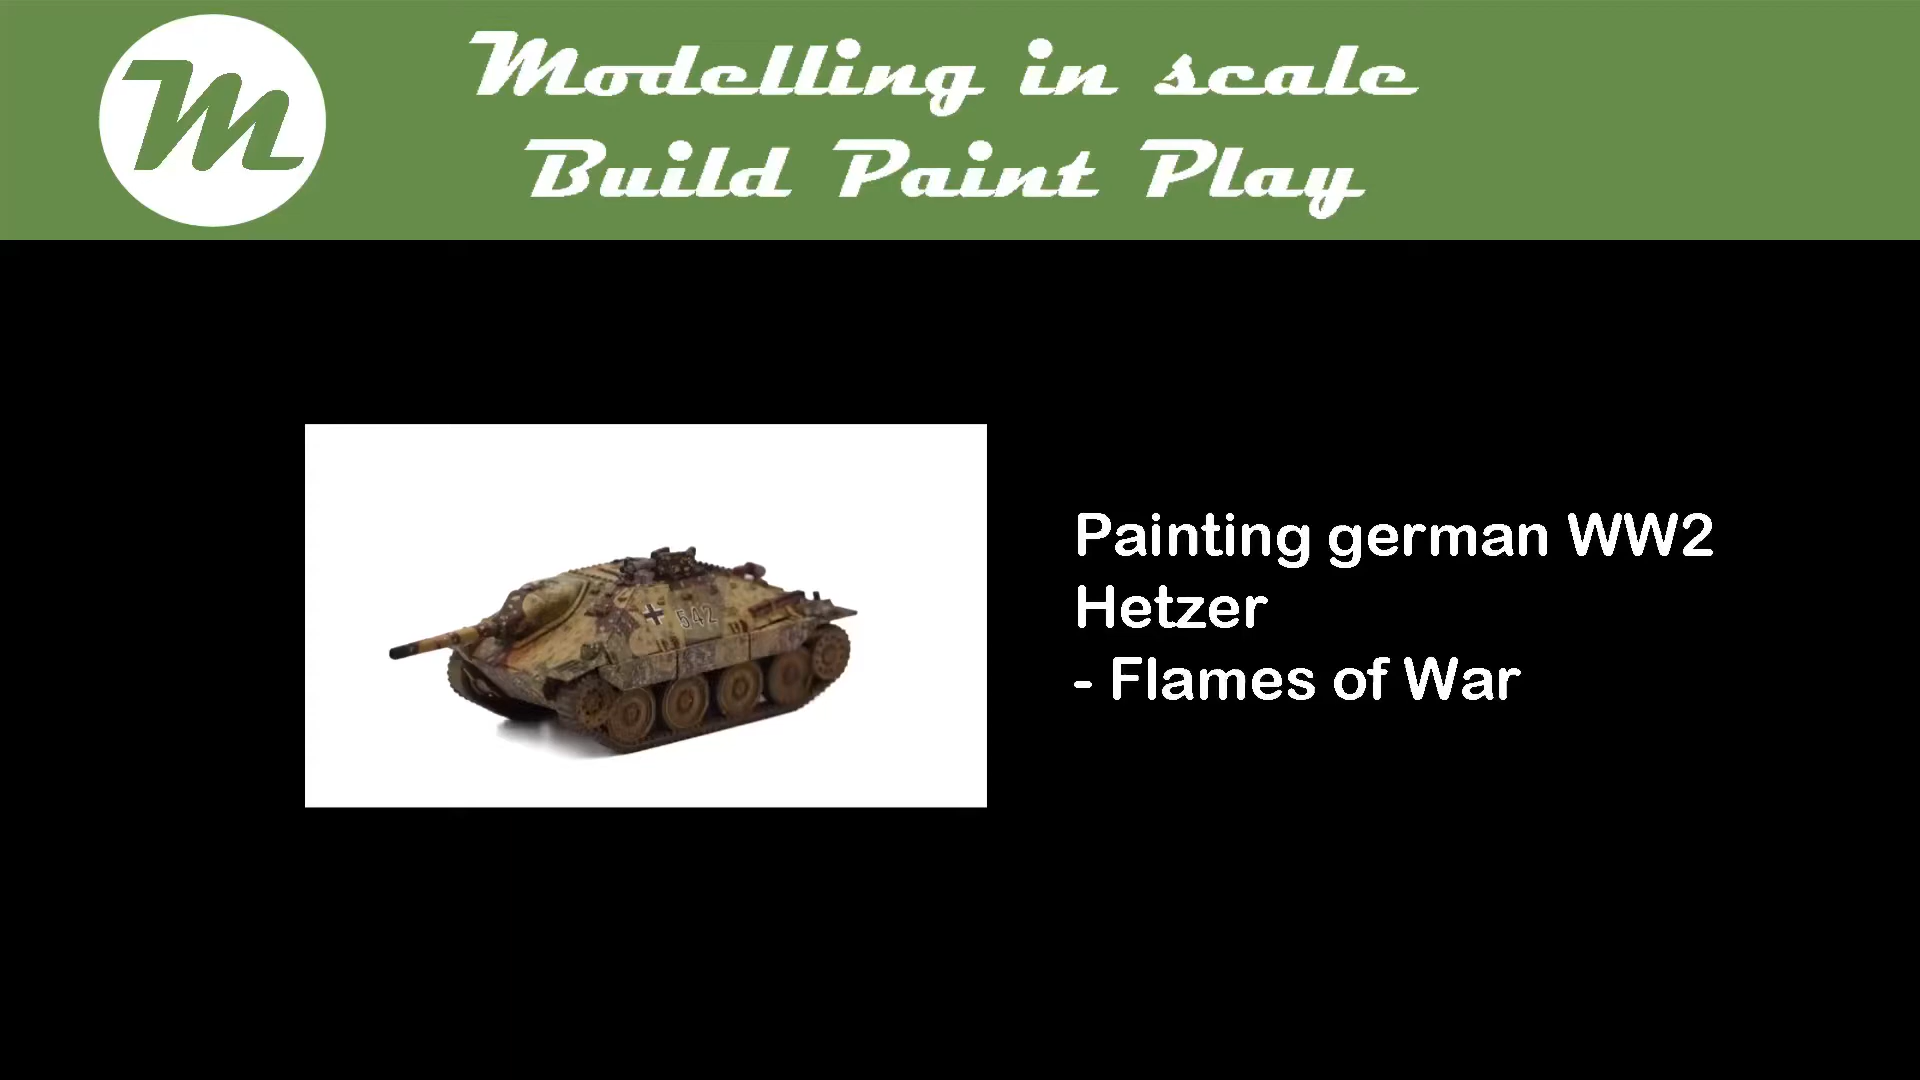 M
Modelling in scale
Build Paint Play
542
Painting german WW2
Hetzer
- Flames of War